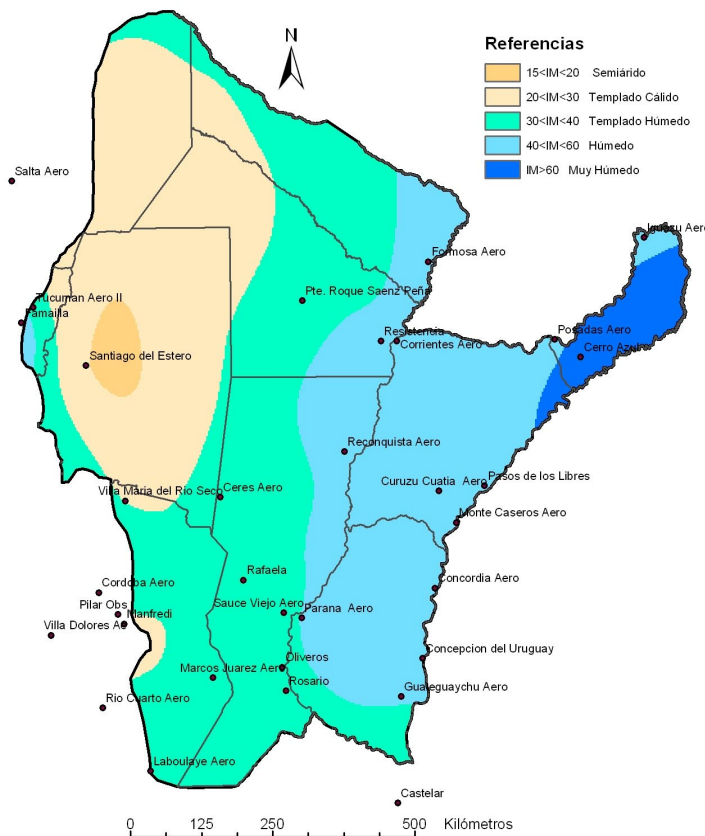 N
Referencias
15<IM<20 Semiárido
20<IM<30 Templado Cálido
30<IM<40 Templado Húmedo
40<IM<60 Húmedo
IM>60 Muy Húmedo
Salta Aero
Iguazu Aero
Formosa Aero
Tucuman Aero II
Pte. Roque Saenz Peña
Famailla
Resistencia
Posadas Aero
Corrientes Aero
Cerro Azul
Santiago del Estero
Reconquista Aero
Curuzu Cuatia Aero
Pasos de los Libres
Villa Maria del Río Seco
Ceres Aero
Monte Caseros Aero
Rafaela
Cordoba Aero
Concordia Aero
Pilar Obs
Manfredi
Sauce Viejo Aero
Parana Aero
Villa Dolores Ae
Oliveros
Concepcion del Uruguay
Marcos Juarez Aero
Rosario
Gualeguaychu Aero
Rio Cuarto Aero
Laboulaye Aero
Castelar
0 125 250 500 Kilómetros